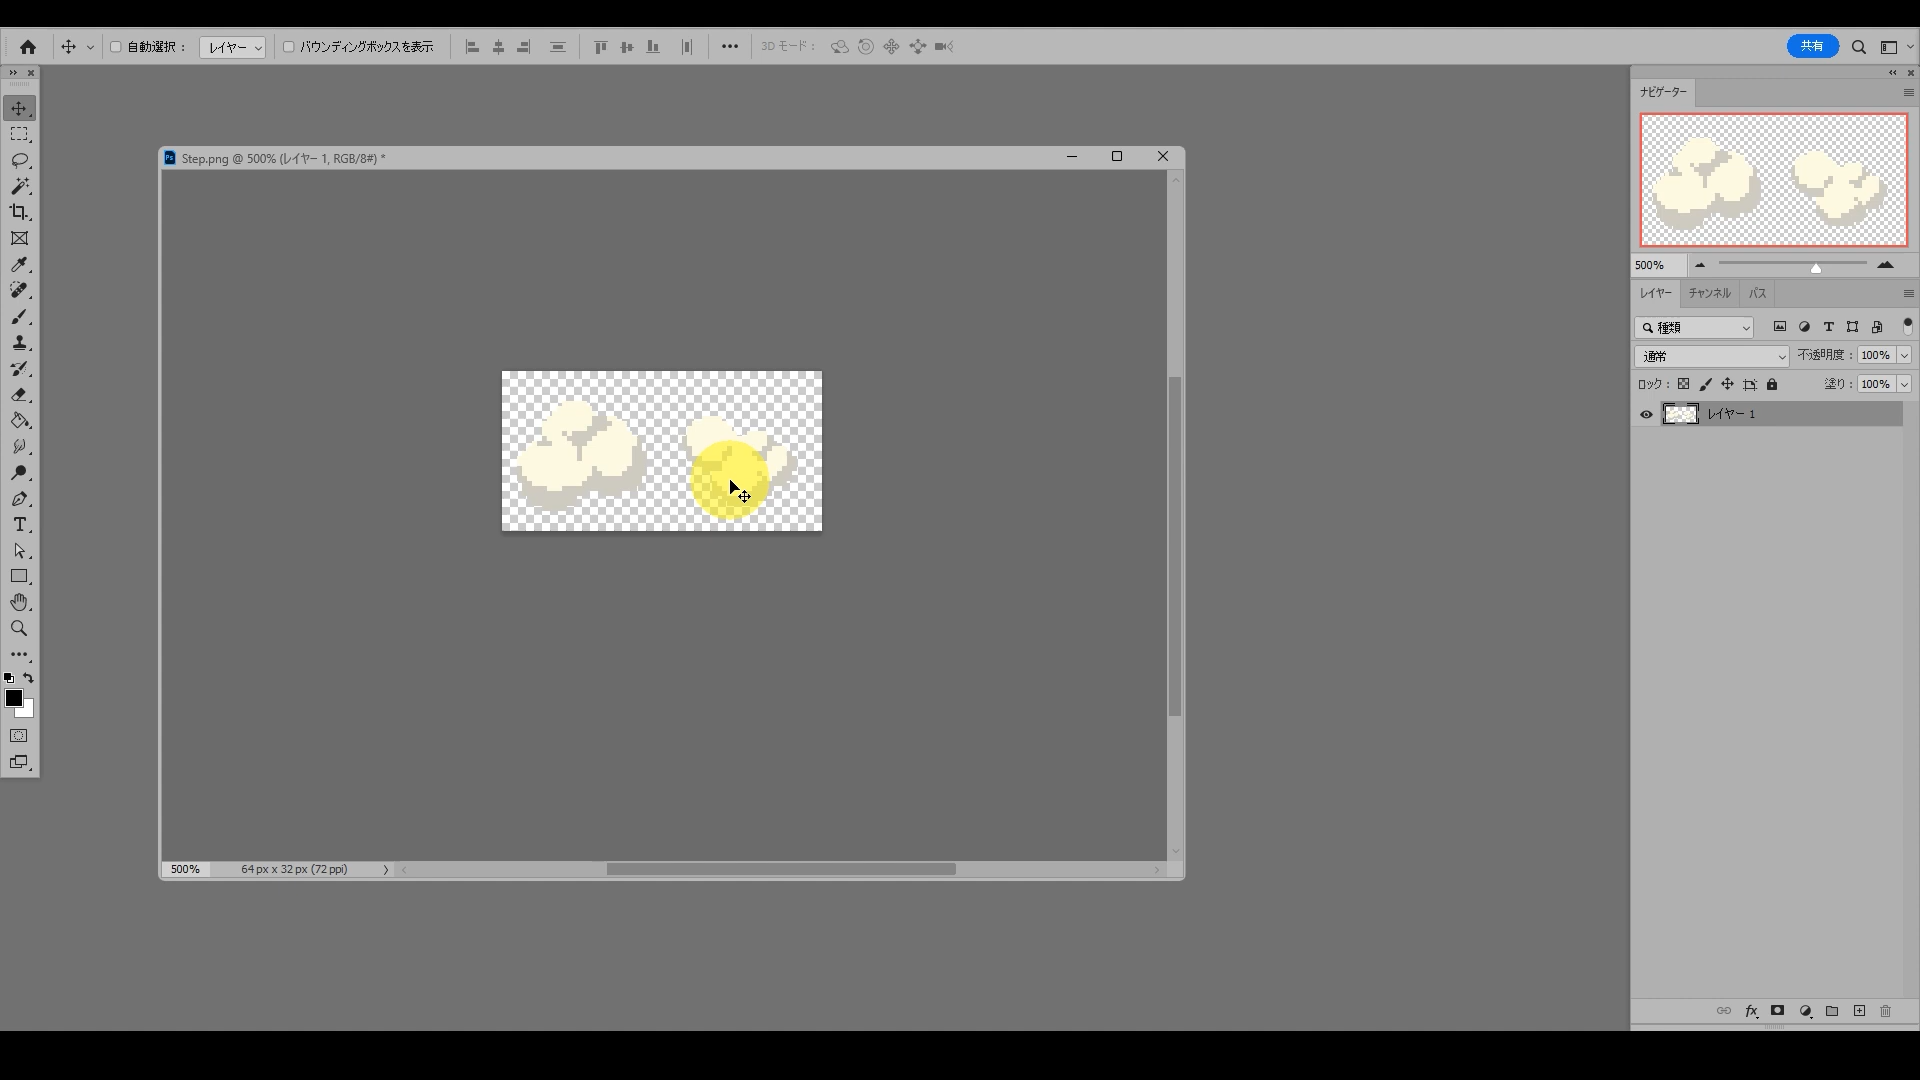 自動選択：
レイヤー
バウンディングボックスを表示
3D モード：
共有
Ps
Step.png @ 500% (レイヤー 1, RGB/8#) *
ナビゲーター
500%
レイヤー
チャンネル
パス
種類
通常
不透明度：
100%
ロック：
塗り：
100%
レイヤー 1
fx
500%
64 px x 32 px (72 ppi)